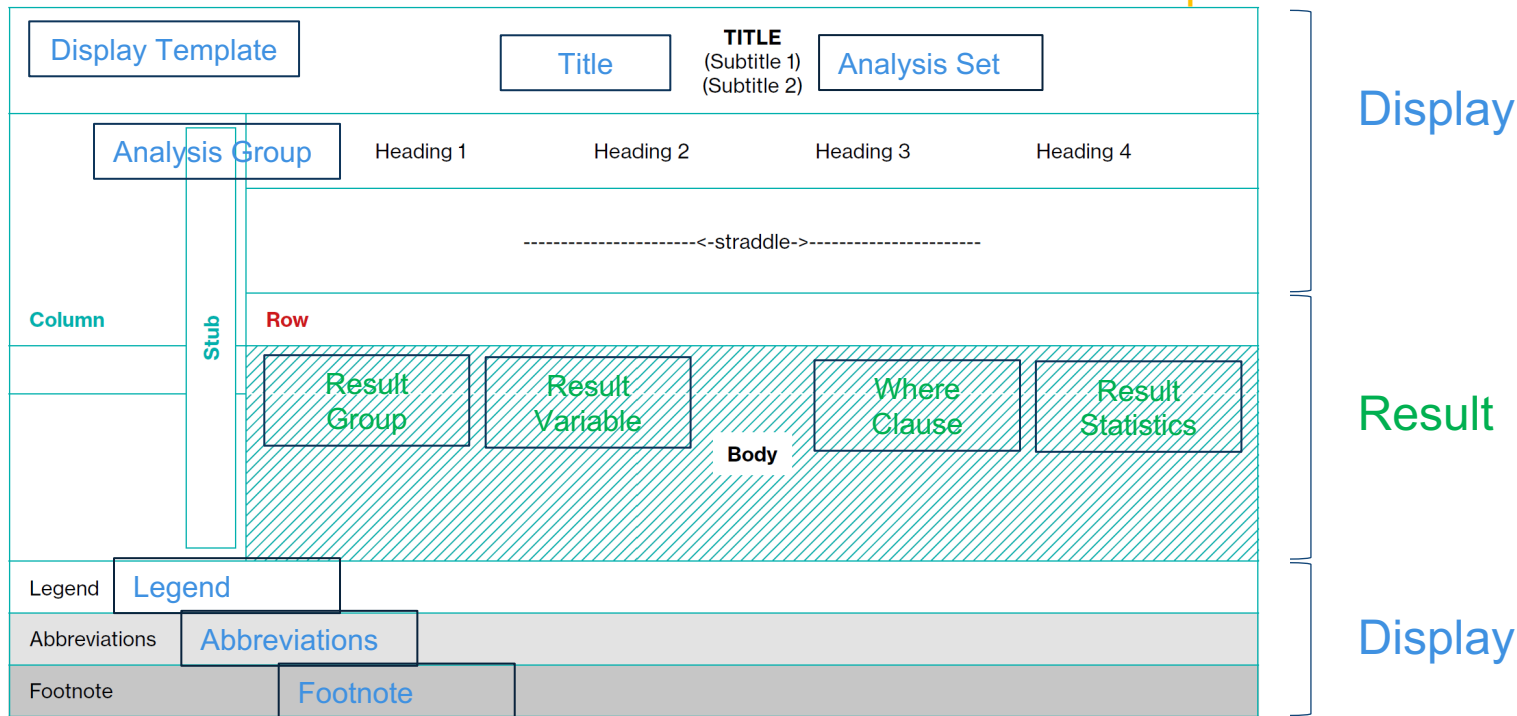 Display Template
Title
TITLE
(Subtitle 1)
(Subtitle 2)
Analysis Set
Display
Analysis Group
Heading 1
Heading 2
Heading 3
Heading 4
-----------------------<-straddle->-----------------------
Column
Stub
Row
Result
Group
Result
Variable
Where
Clause
Result
Statistics
Result
Body
Legend
Legend
Abbreviations
Abbreviations
Display
Footnote
Footnote